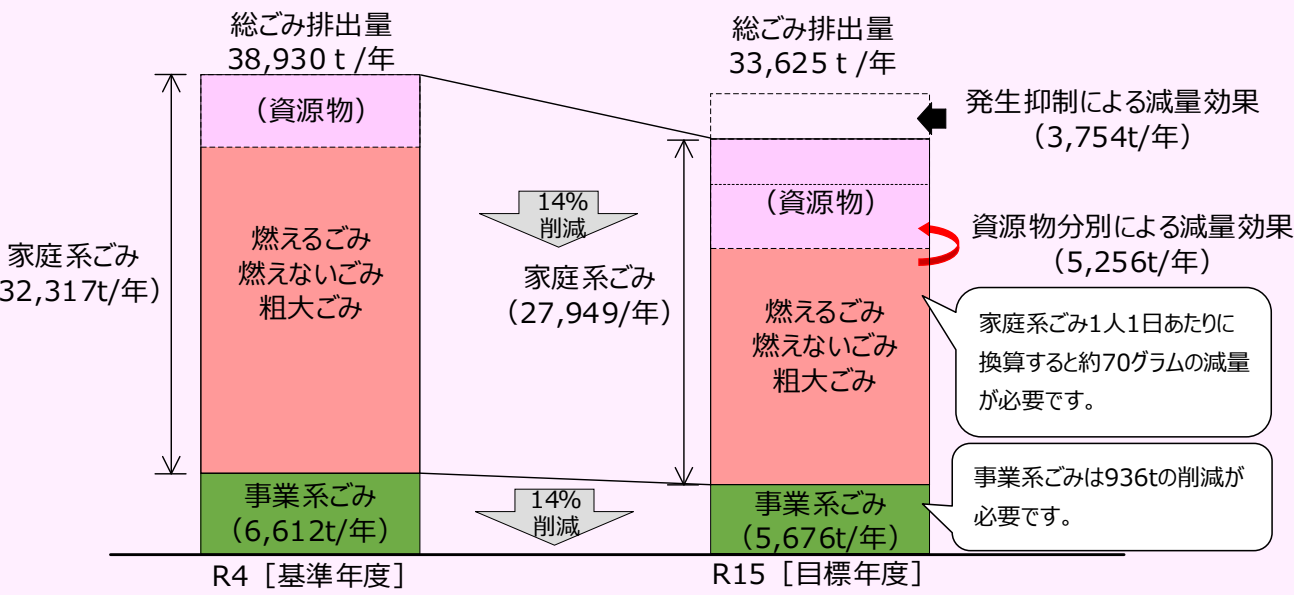 総ごみ排出量
38,930 t /年
(資源物)
燃えるごみ
燃えないごみ
粗大ごみ
家庭系ごみ
32,317t/年)
事業系ごみ
(6,612t/年)
R4［基準年度］
14%
削減
14%
削減
総ごみ排出量
33,625 t /年
(資源物)
家庭系ごみ
(27,949/年)
燃えるごみ
燃えないごみ
粗大ごみ
事業系ごみ
(5,676t/年)
R15［目標年度］
発生抑制による減量効果
(3,754t/年)
資源物分別による減量効果
(5,256t/年)
家庭系ごみ1人1日あたりに
換算すると約70グラムの減量
が必要です。
事業系ごみは936tの削減が
必要です。